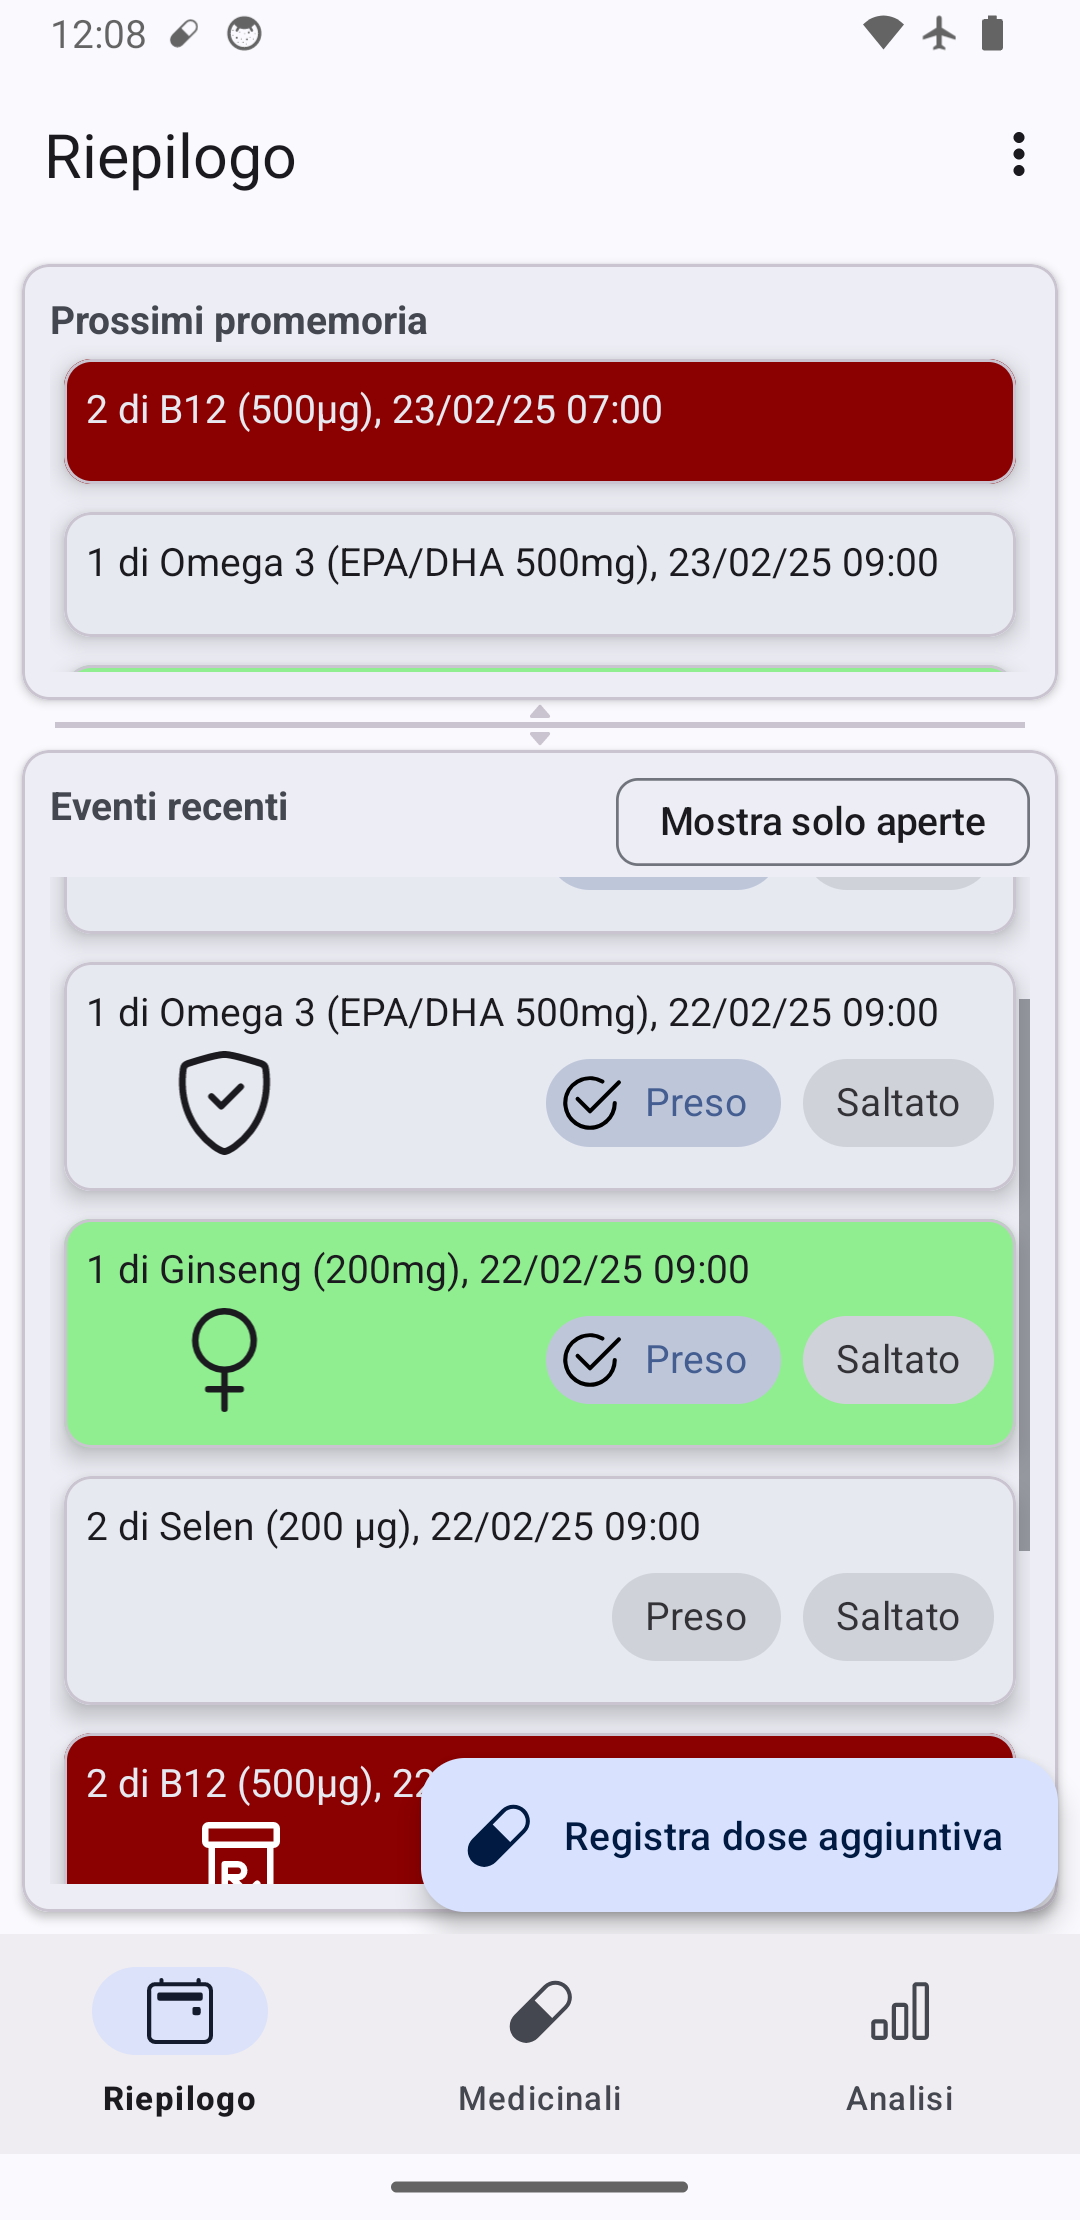 12:08
Riepilogo
Prossimi promemoria
2 di B12 (500µg), 23/02/25 07:00
1 di Omega 3 (EPA/DHA 500mg), 23/02/25 09:00
Eventi recenti
Mostra solo aperte
1 di Omega 3 (EPA/DHA 500mg), 22/02/25 09:00
Preso
Saltato
1 di Ginseng (200mg), 22/02/25 09:00
Preso
Saltato
2 di Selen (200 µg), 22/02/25 09:00
Preso
Saltato
2 di B12 (500µg), 22
Registra dose aggiuntiva
Riepilogo
Medicinali
Analisi